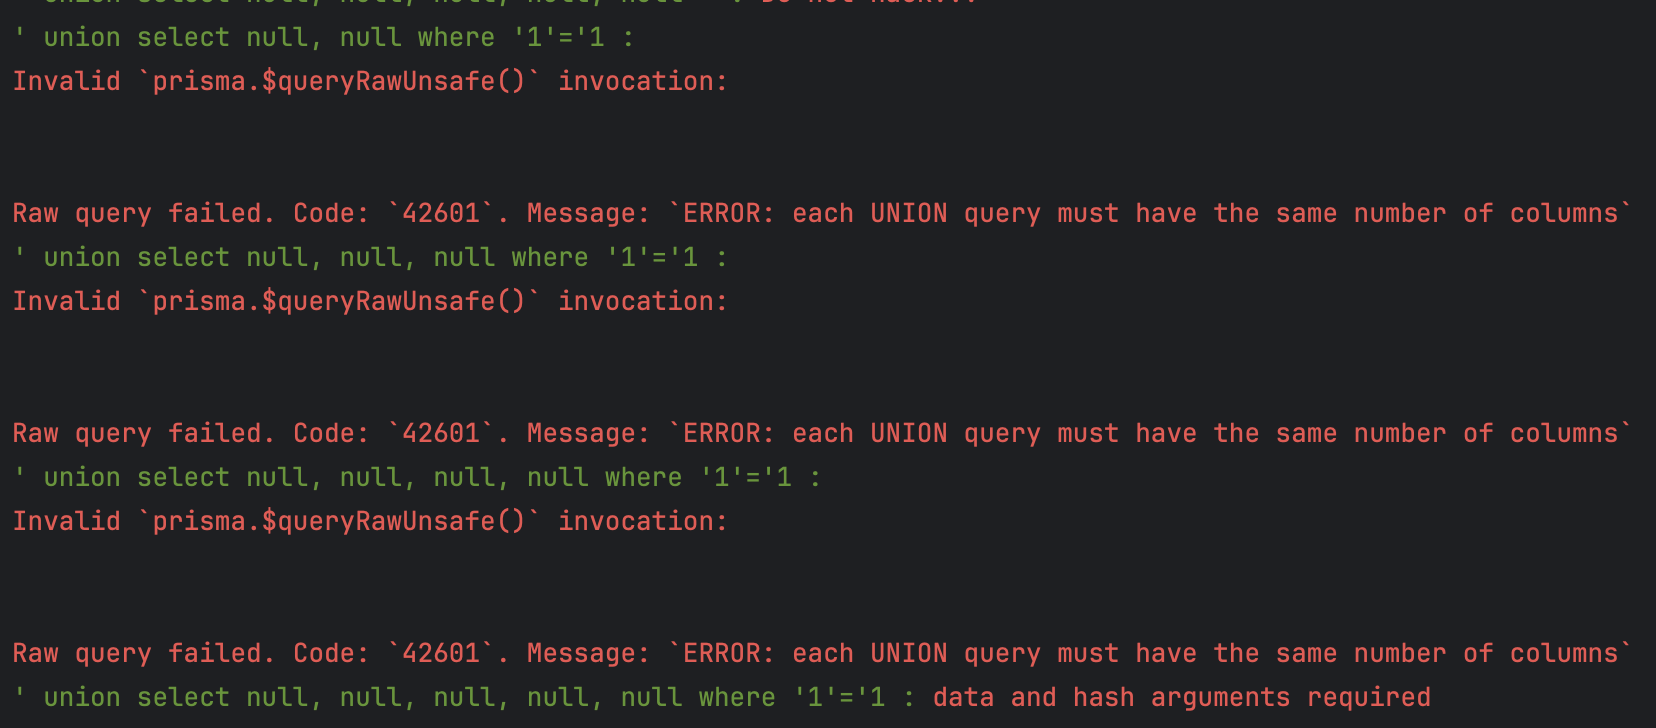 ' union select null, null where '1'='1 :
Invalid `prisma.$queryRawUnsafe()` invocation:
Raw query failed. Code: `42601`. Message: `ERROR: each UNION query must have the same number of columns`
' union select null, null, null where '1'='1 :
Invalid `prisma.$queryRawUnsafe()` invocation:
Raw query failed. Code: `42601`. Message: `ERROR: each UNION query must have the same number of columns`
' union select null, null, null, null where '1'='1 :
Invalid `prisma.$queryRawUnsafe()` invocation:
Raw query failed. Code: `42601`. Message: `ERROR: each UNION query must have the same number of columns`
' union select null, null, null, null, null where '1'='1 : data and hash arguments required